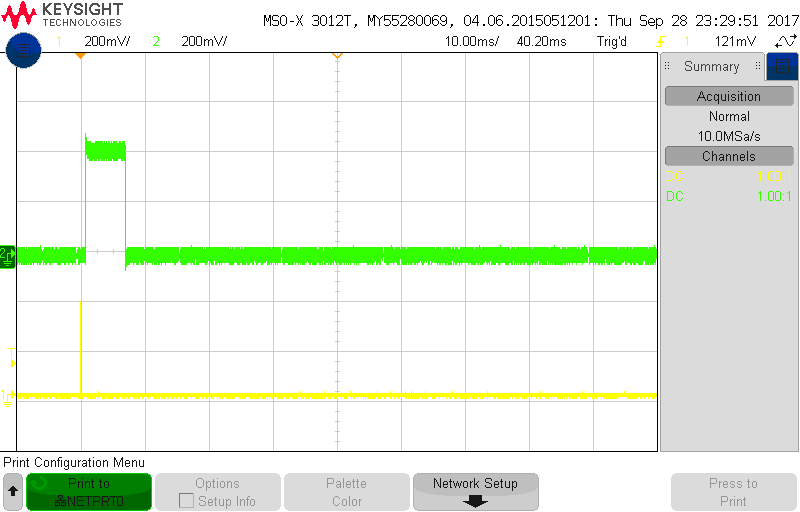 KEYSIGHT
TECHNOLOGIES
MSO-X 3012T, MY55280069, 04.06.2015051201: Thu Sep 28 23:29:51 2017
1 200mV/ 2 200mV/ 10.00ms/ 40.20ms Trig'd 1 121mV
Summary
Acquisition
Normal
10.0MSa/s
Channels
DC 1.00:1
DC 1.00:1
2
T
1
Print Configuration Menu
Print to
NETPRT0
Options
Setup Info
Palette
Color
Network Setup
Press to
Print